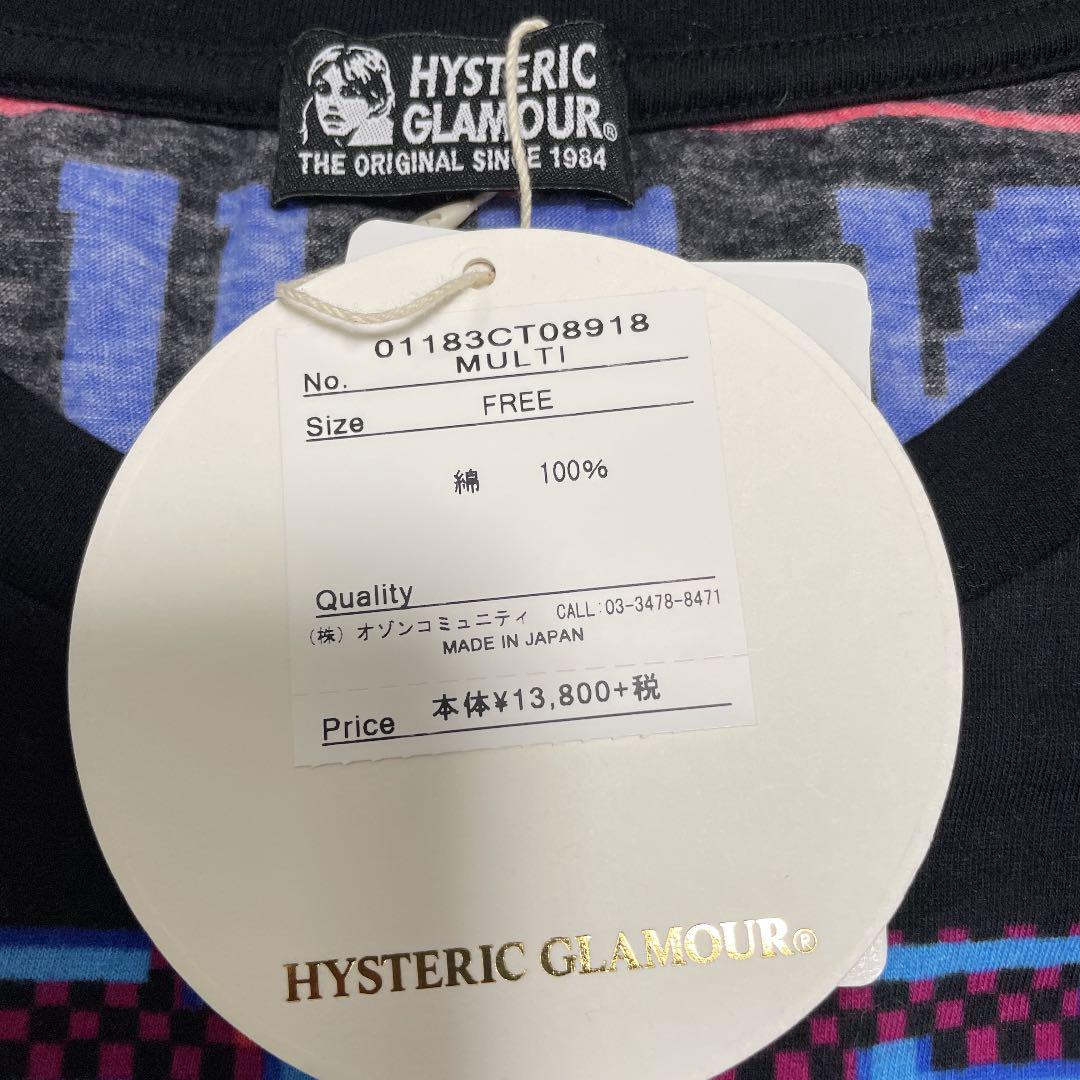 HYSTERIC
GLAMOUR®
THE ORIGINAL SINCE 1984
01183CT08918
No. MULTI
Size FREE
綿 100%
Quality
(株) オゾンコミュニティ CALL:03-3478-8471
MADE IN JAPAN
Price 本体¥13,800+税
HYSTERIC GLAMOUR®